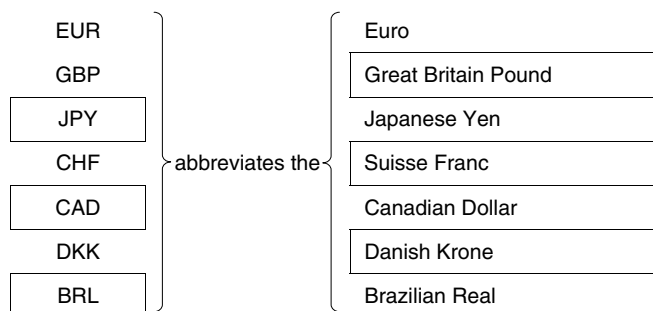 EUR Euro
GBP Great Britain Pound
JPY Japanese Yen
CHF abbreviates the Suisse Franc
CAD Canadian Dollar
DKK Danish Krone
BRL Brazilian Real